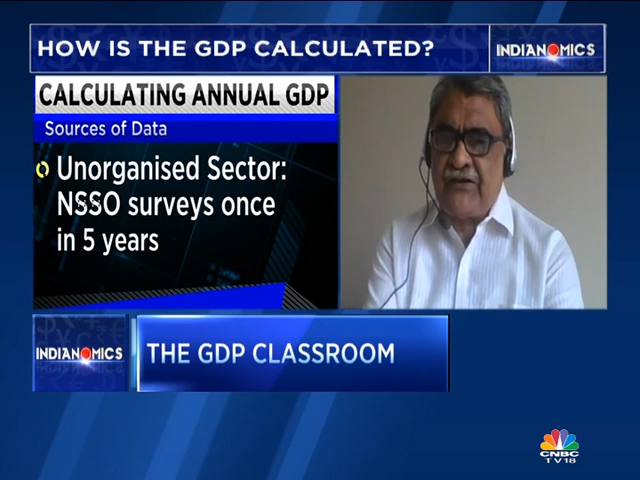 HOW IS THE GDP CALCULATED?
INDIANOMICS
CALCULATING ANNUAL GDP
Sources of Data
Unorganised Sector:
NSSO surveys once
in 5 years
INDIANOMICS
THE GDP CLASSROOM
CNBC
TV18